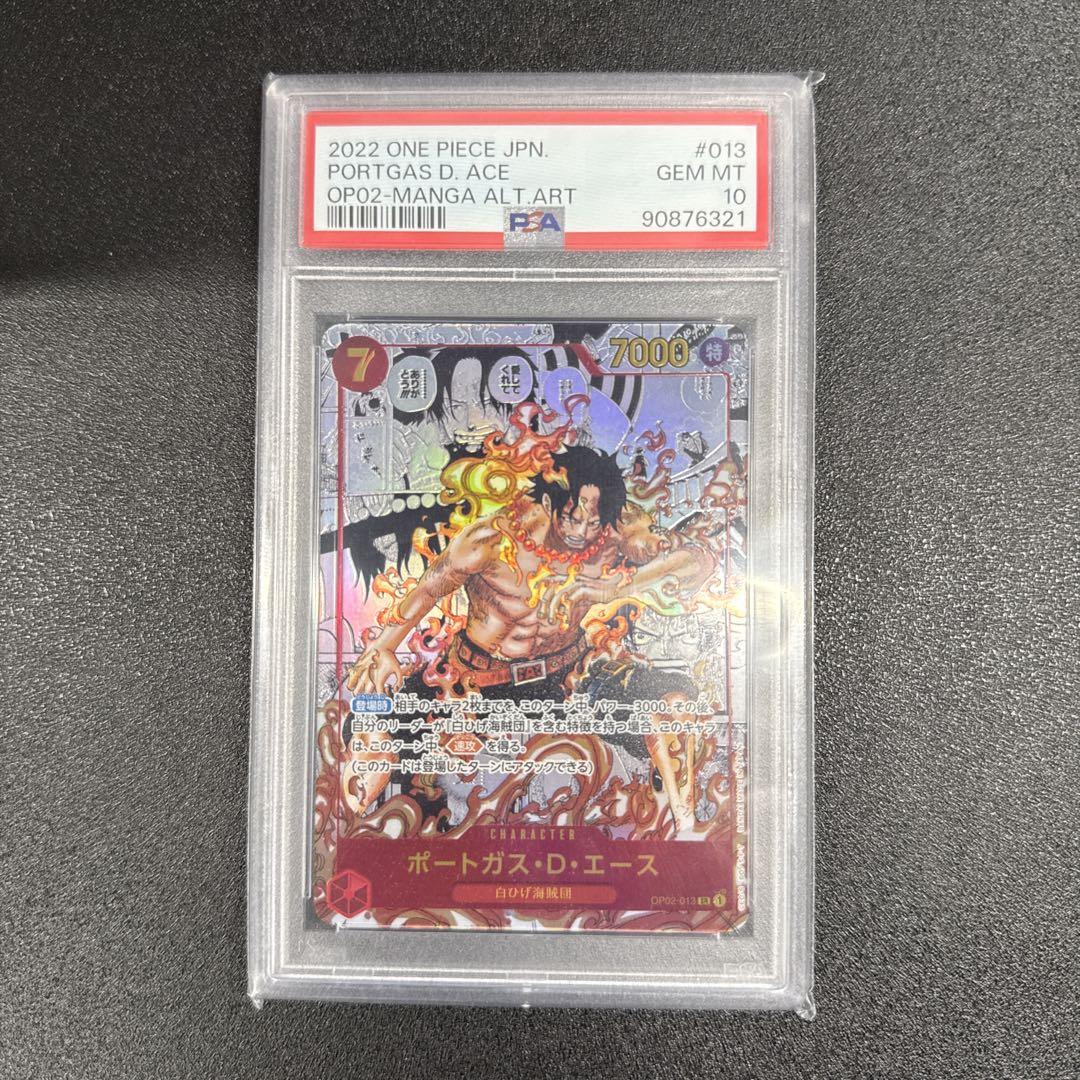 2022 ONE PIECE JPN.
#013
PORTGAS D. ACE
GEM MT
OP02-MANGA ALT.ART
10
PSA
90876321
7
7000 特
ありがとう!!!
愛してくれて
登場時 相手のキャラ2枚までを、このターン中、パワー-3000。その後、
自分のリーダーが『白ひげ海賊団』を含む特徴を持つ場合、このキャラ
は、このターン中、速攻 を得る。
(このカードは登場したターンにアタックできる)
CHARACTER
ポートガス・D・エース
白ひげ海賊団
OP02-013 SR 1